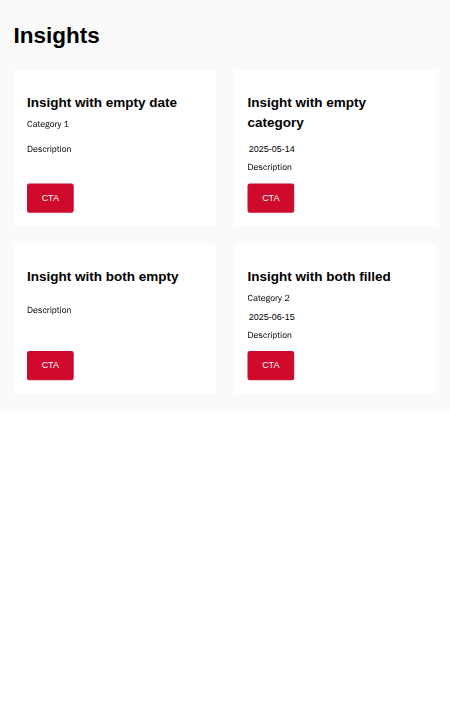 Insights
Insight with empty date
Category 1
Description
CTA
Insight with empty
category
2025-05-14
Description
CTA
Insight with both empty
Description
CTA
Insight with both filled
Category 2
2025-06-15
Description
CTA